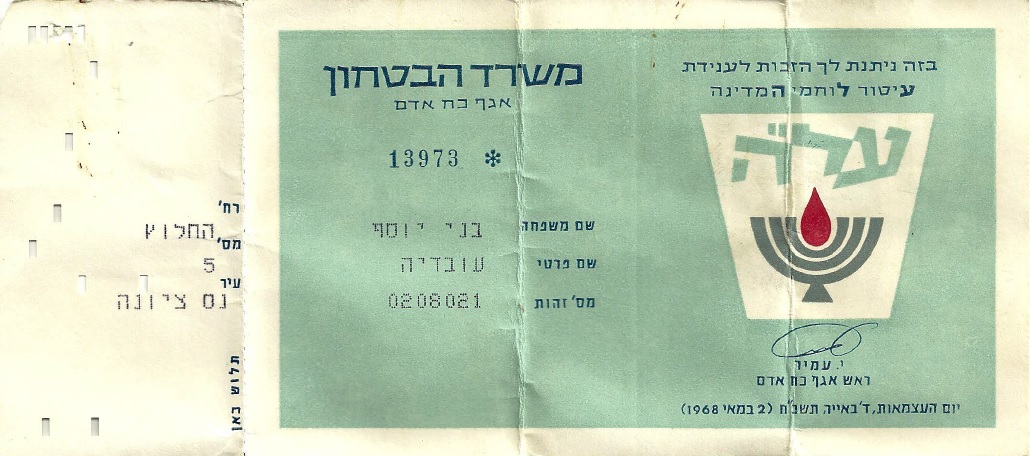 בזה ניתנת לך הזכות לענידת
עיטור לוחמי המדינה
עלה
י. עמיר
ראש אגף כח אדם
יום העצמאות, ד' באייר, תשכ"ח (2 במאי 1968)
משרד הבטחון
אגף כח אדם
13973 *
שם משפחה בני יוסף
שם פרטי עובדיה
מס' זהות 0208021
רח' החלוץ
מס' 5
עיר נס ציונה
תלוש כאן